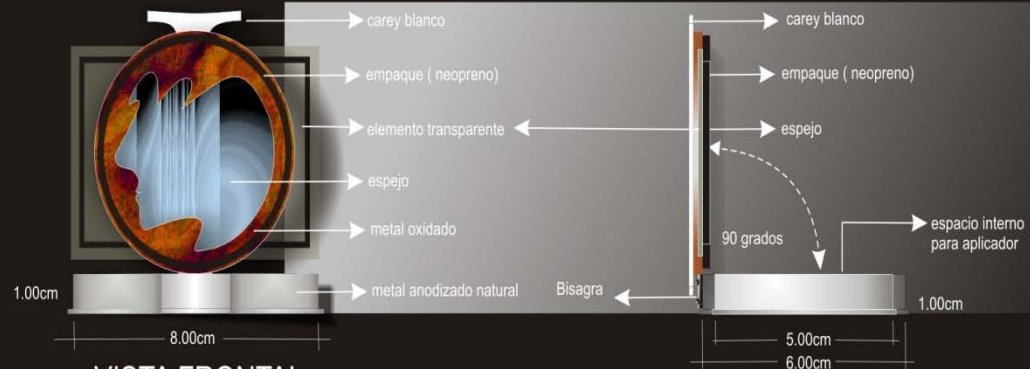 carey blanco
empaque ( neopreno)
elemento transparente
espejo
metal oxidado
metal anodizado natural
1.00cm
8.00cm
VISTA FRONTAL
carey blanco
empaque ( neopreno)
espejo
90 grados
espacio interno
para aplicador
Bisagra
1.00cm
5.00cm
6.00cm